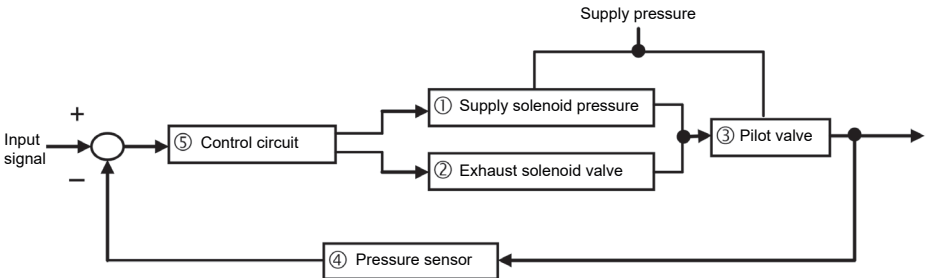 Supply pressure
① Supply solenoid pressure
+
Input
signal
⑤ Control circuit
③ Pilot valve
② Exhaust solenoid valve
−
④ Pressure sensor